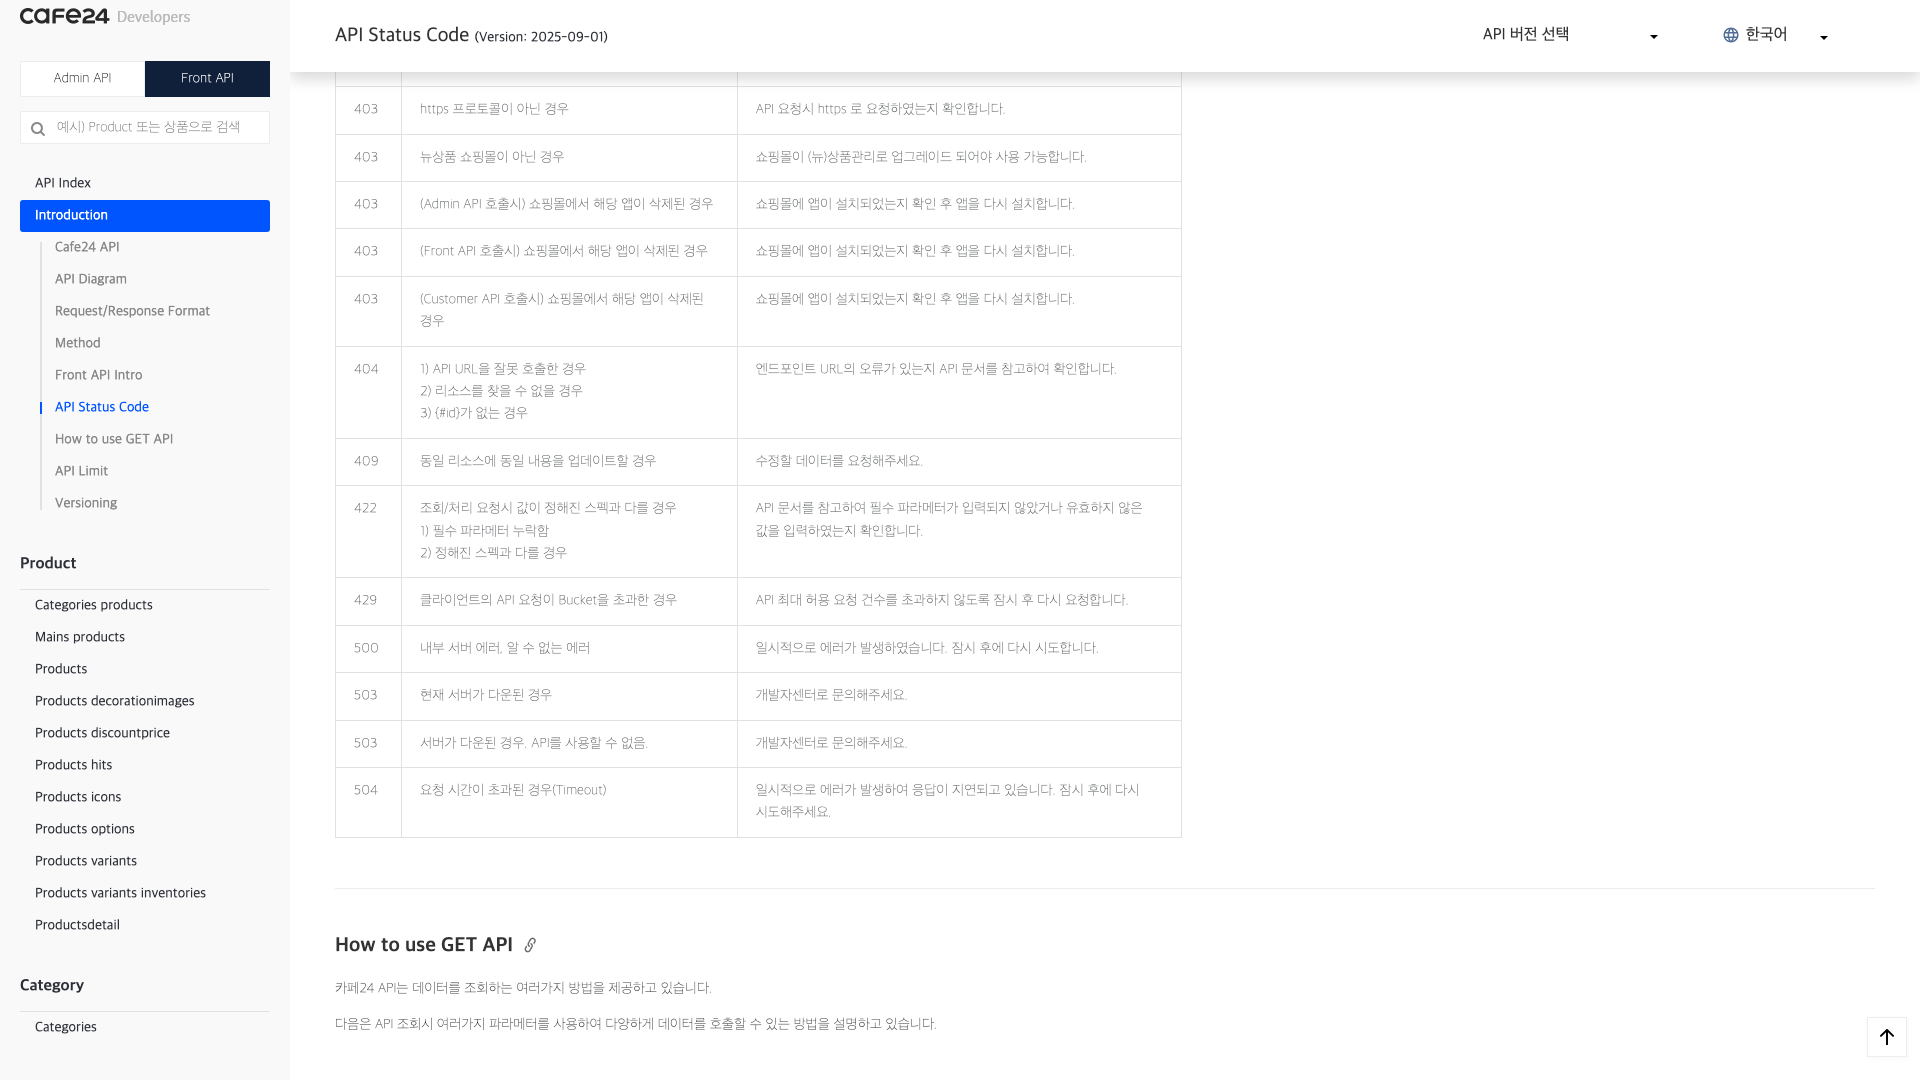 cafe24 Developers
Admin API
Front API
예시) Product 또는 상품으로 검색
API Index
Introduction
Cafe24 API
API Diagram
Request/Response Format
Method
Front API Intro
API Status Code
How to use GET API
API Limit
Versioning
Product
Categories products
Mains products
Products
Products decorationimages
Products discountprice
Products hits
Products icons
Products options
Products variants
Products variants inventories
Productsdetail
Category
Categories
API Status Code (Version: 2025-09-01)
API 버전 선택
한국어
403 https 프로토콜이 아닌 경우 API 요청시 https 로 요청하였는지 확인합니다.
403 뉴상품 쇼핑몰이 아닌 경우 쇼핑몰이 (뉴)상품관리로 업그레이드 되어야 사용 가능합니다.
403 (Admin API 호출시) 쇼핑몰에서 해당 앱이 삭제된 경우 쇼핑몰에 앱이 설치되었는지 확인 후 앱을 다시 설치합니다.
403 (Front API 호출시) 쇼핑몰에서 해당 앱이 삭제된 경우 쇼핑몰에 앱이 설치되었는지 확인 후 앱을 다시 설치합니다.
403 (Customer API 호출시) 쇼핑몰에서 해당 앱이 삭제된 쇼핑몰에 앱이 설치되었는지 확인 후 앱을 다시 설치합니다.
경우
404 1) API URL을 잘못 호출한 경우 엔드포인트 URL의 오류가 있는지 API 문서를 참고하여 확인합니다.
2) 리소스를 찾을 수 없을 경우
3) {#id}가 없는 경우
409 동일 리소스에 동일 내용을 업데이트할 경우 수정할 데이터를 요청해주세요.
422 조회/처리 요청시 값이 정해진 스펙과 다를 경우 API 문서를 참고하여 필수 파라메터가 입력되지 않았거나 유효하지 않은
1) 필수 파라메터 누락함 값을 입력하였는지 확인합니다.
2) 정해진 스펙과 다를 경우
429 클라이언트의 API 요청이 Bucket을 초과한 경우 API 최대 허용 요청 건수를 초과하지 않도록 잠시 후 다시 요청합니다.
500 내부 서버 에러, 알 수 없는 에러 일시적으로 에러가 발생하였습니다. 잠시 후에 다시 시도합니다.
503 현재 서버가 다운된 경우 개발자센터로 문의해주세요.
503 서버가 다운된 경우, API를 사용할 수 없음. 개발자센터로 문의해주세요.
504 요청 시간이 초과된 경우(Timeout) 일시적으로 에러가 발생하여 응답이 지연되고 있습니다. 잠시 후에 다시
시도해주세요.
How to use GET API
카페24 API는 데이터를 조회하는 여러가지 방법을 제공하고 있습니다.
다음은 API 조회시 여러가지 파라메터를 사용하여 다양하게 데이터를 호출할 수 있는 방법을 설명하고 있습니다.